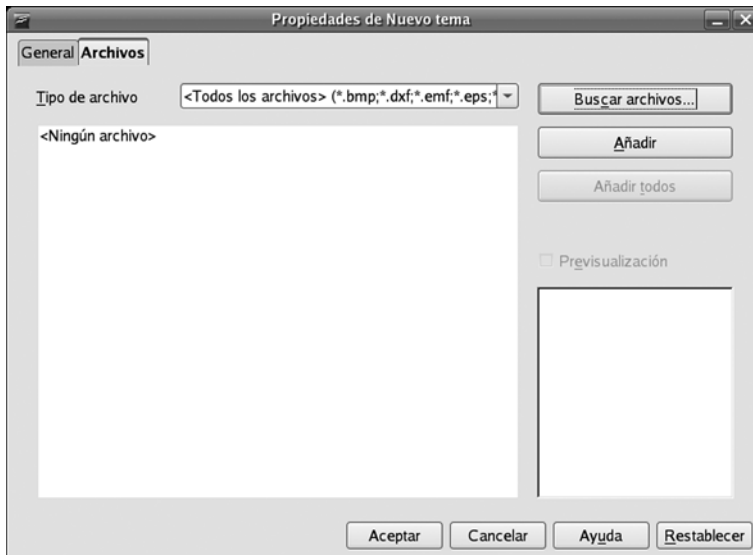 Propiedades de Nuevo tema
General Archivos
Tipo de archivo
<Todos los archivos> (*.bmp;*.dxf;*.emf;*.eps;*
Buscar archivos...
<Ningún archivo>
Añadir
Añadir todos
Previsualización
Aceptar Cancelar Ayuda Restablecer